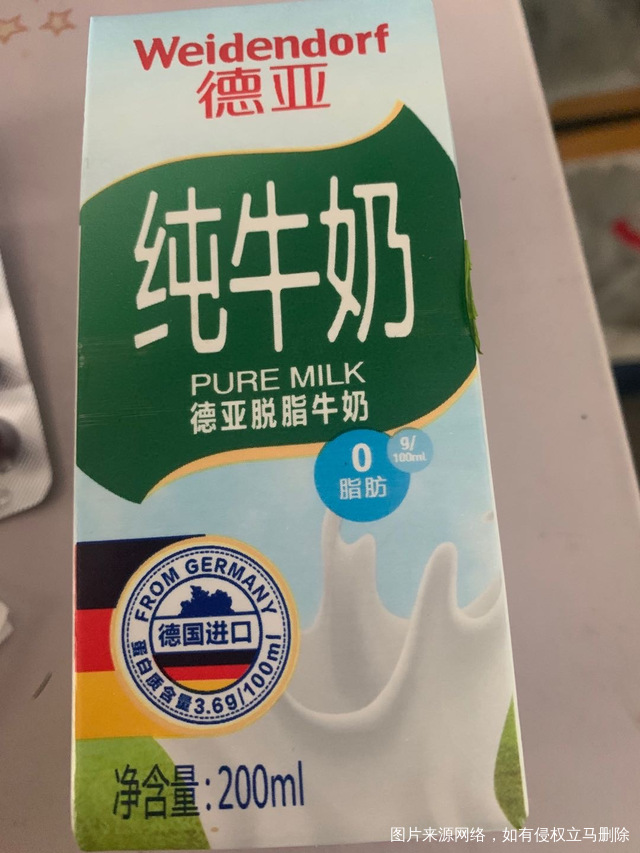 Weidendorf
德亚
纯牛奶
PURE MILK
德亚脱脂牛奶
0
脂肪
g/
100ml
FROM GERMANY
德国进口
蛋白质含量3.6g/100ml
净含量:200ml
图片来源网络，如有侵权立马删除